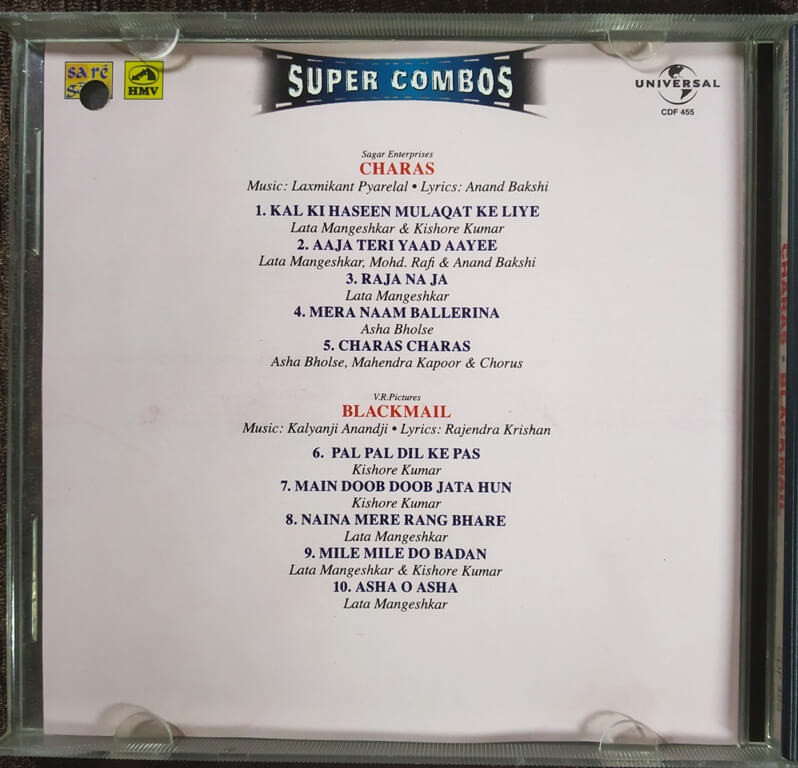 sa ré
HMV
SUPER COMBOS
UNIVERSAL
CDF 455
Sagar Enterprises
CHARAS
Music: Laxmikant Pyarelal • Lyrics: Anand Bakshi
1. KAL KI HASEEN MULAQAT KE LIYE
Lata Mangeshkar & Kishore Kumar
2. AAJA TERI YAAD AAYEE
Lata Mangeshkar, Mohd. Rafi & Anand Bakshi
3. RAJA NA JA
Lata Mangeshkar
4. MERA NAAM BALLERINA
Asha Bholse
5. CHARAS CHARAS
Asha Bholse, Mahendra Kapoor & Chorus
V.R.Pictures
BLACKMAIL
Music: Kalyanji Anandji • Lyrics: Rajendra Krishan
6. PAL PAL DIL KE PAS
Kishore Kumar
7. MAIN DOOB DOOB JATA HUN
Kishore Kumar
8. NAINA MERE RANG BHARE
Lata Mangeshkar
9. MILE MILE DO BADAN
Lata Mangeshkar & Kishore Kumar
10. ASHA O ASHA
Lata Mangeshkar
CHARAS • BLACKMAIL
CDF 455